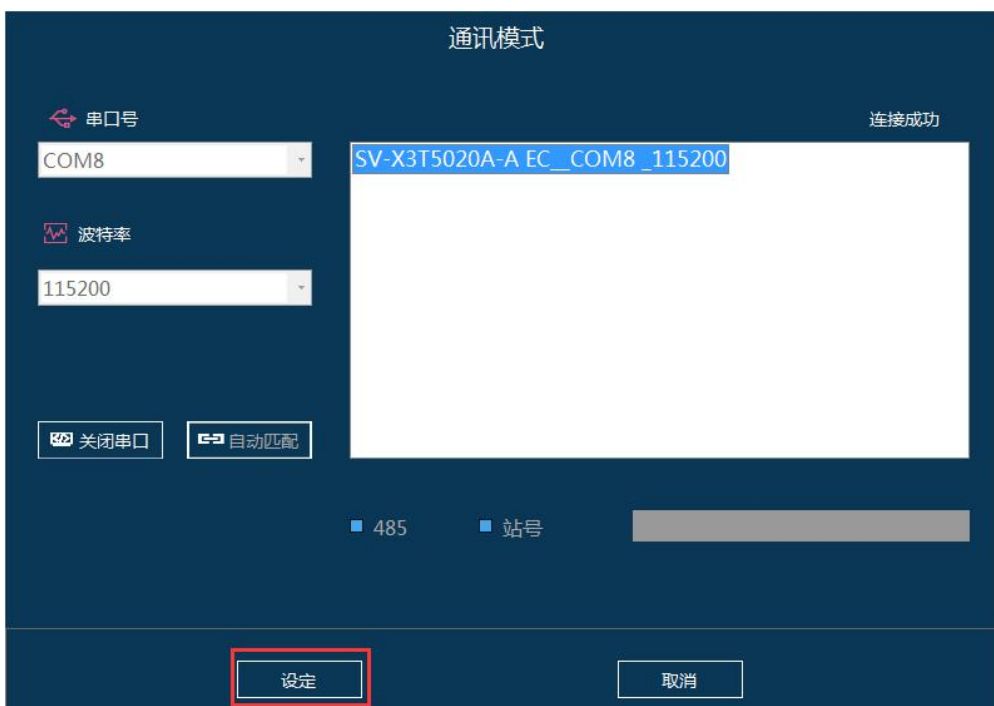 通讯模式
串口号
连接成功
COM8
SV-X3T5020A-A EC__COM8 _115200
波特率
115200
关闭串口
自动匹配
485
站号
设定
取消